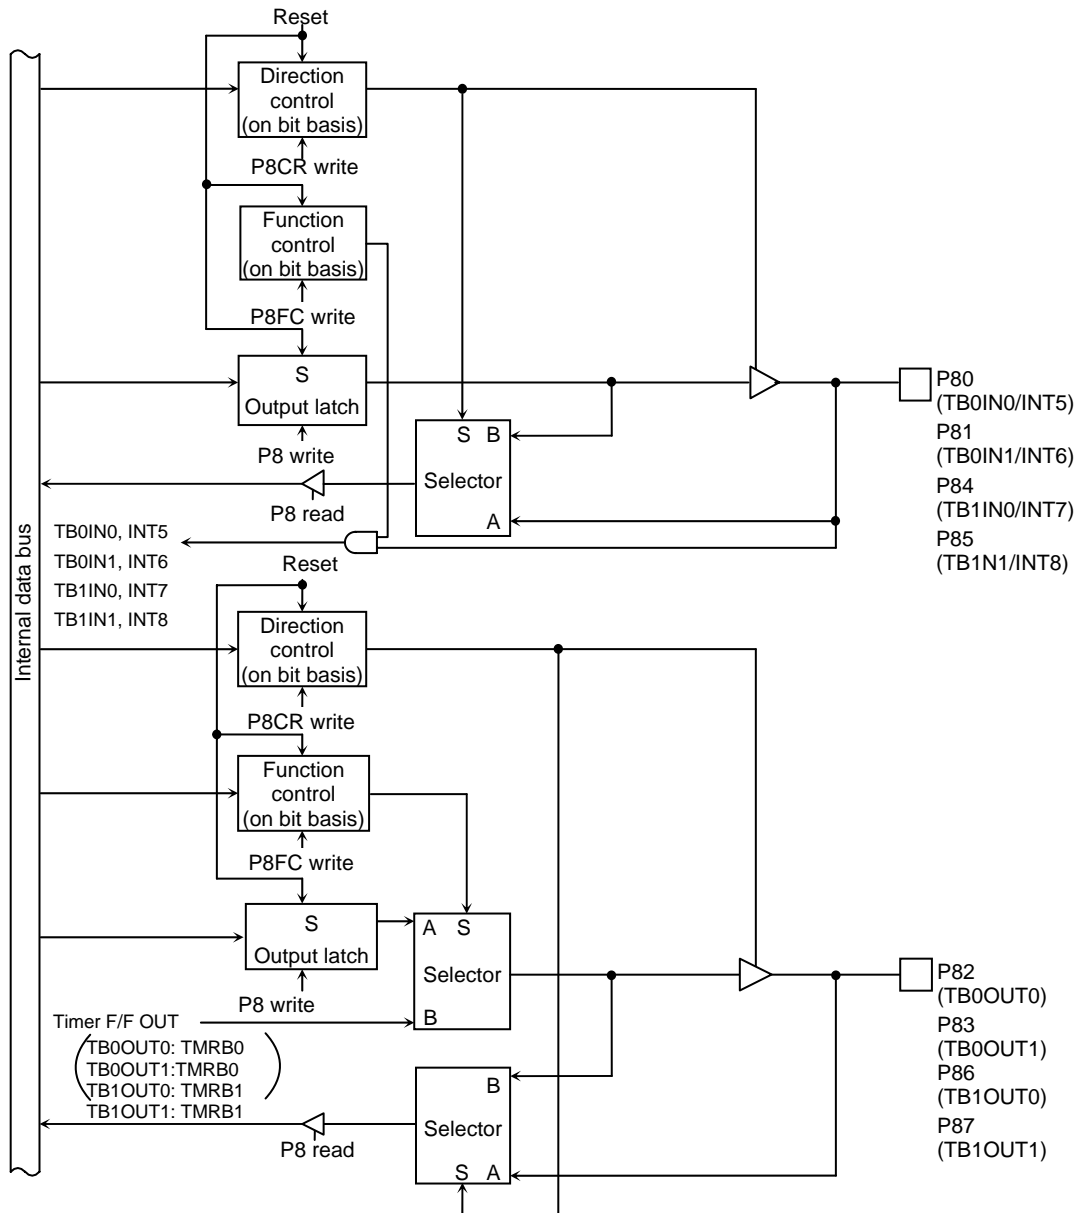 Reset
Direction
control
(on bit basis)
P8CR write
Function
control
(on bit basis)
P8FC write
S
Output latch
P8 write
S B
Selector
A
P8 read
P80
(TB0IN0/INT5)
P81
(TB0IN1/INT6)
P84
(TB1IN0/INT7)
P85
(TB1N1/INT8)
TB0IN0, INT5
TB0IN1, INT6
TB1IN0, INT7
TB1IN1, INT8
Internal data bus
Reset
Direction
control
(on bit basis)
P8CR write
Function
control
(on bit basis)
P8FC write
S
Output latch
P8 write
A S
Selector
B
Timer F/F OUT
TB0OUT0: TMRB0
TB0OUT1:TMRB0
TB1OUT0: TMRB1
TB1OUT1: TMRB1
B
Selector
S A
P8 read
P82
(TB0OUT0)
P83
(TB0OUT1)
P86
(TB1OUT0)
P87
(TB1OUT1)